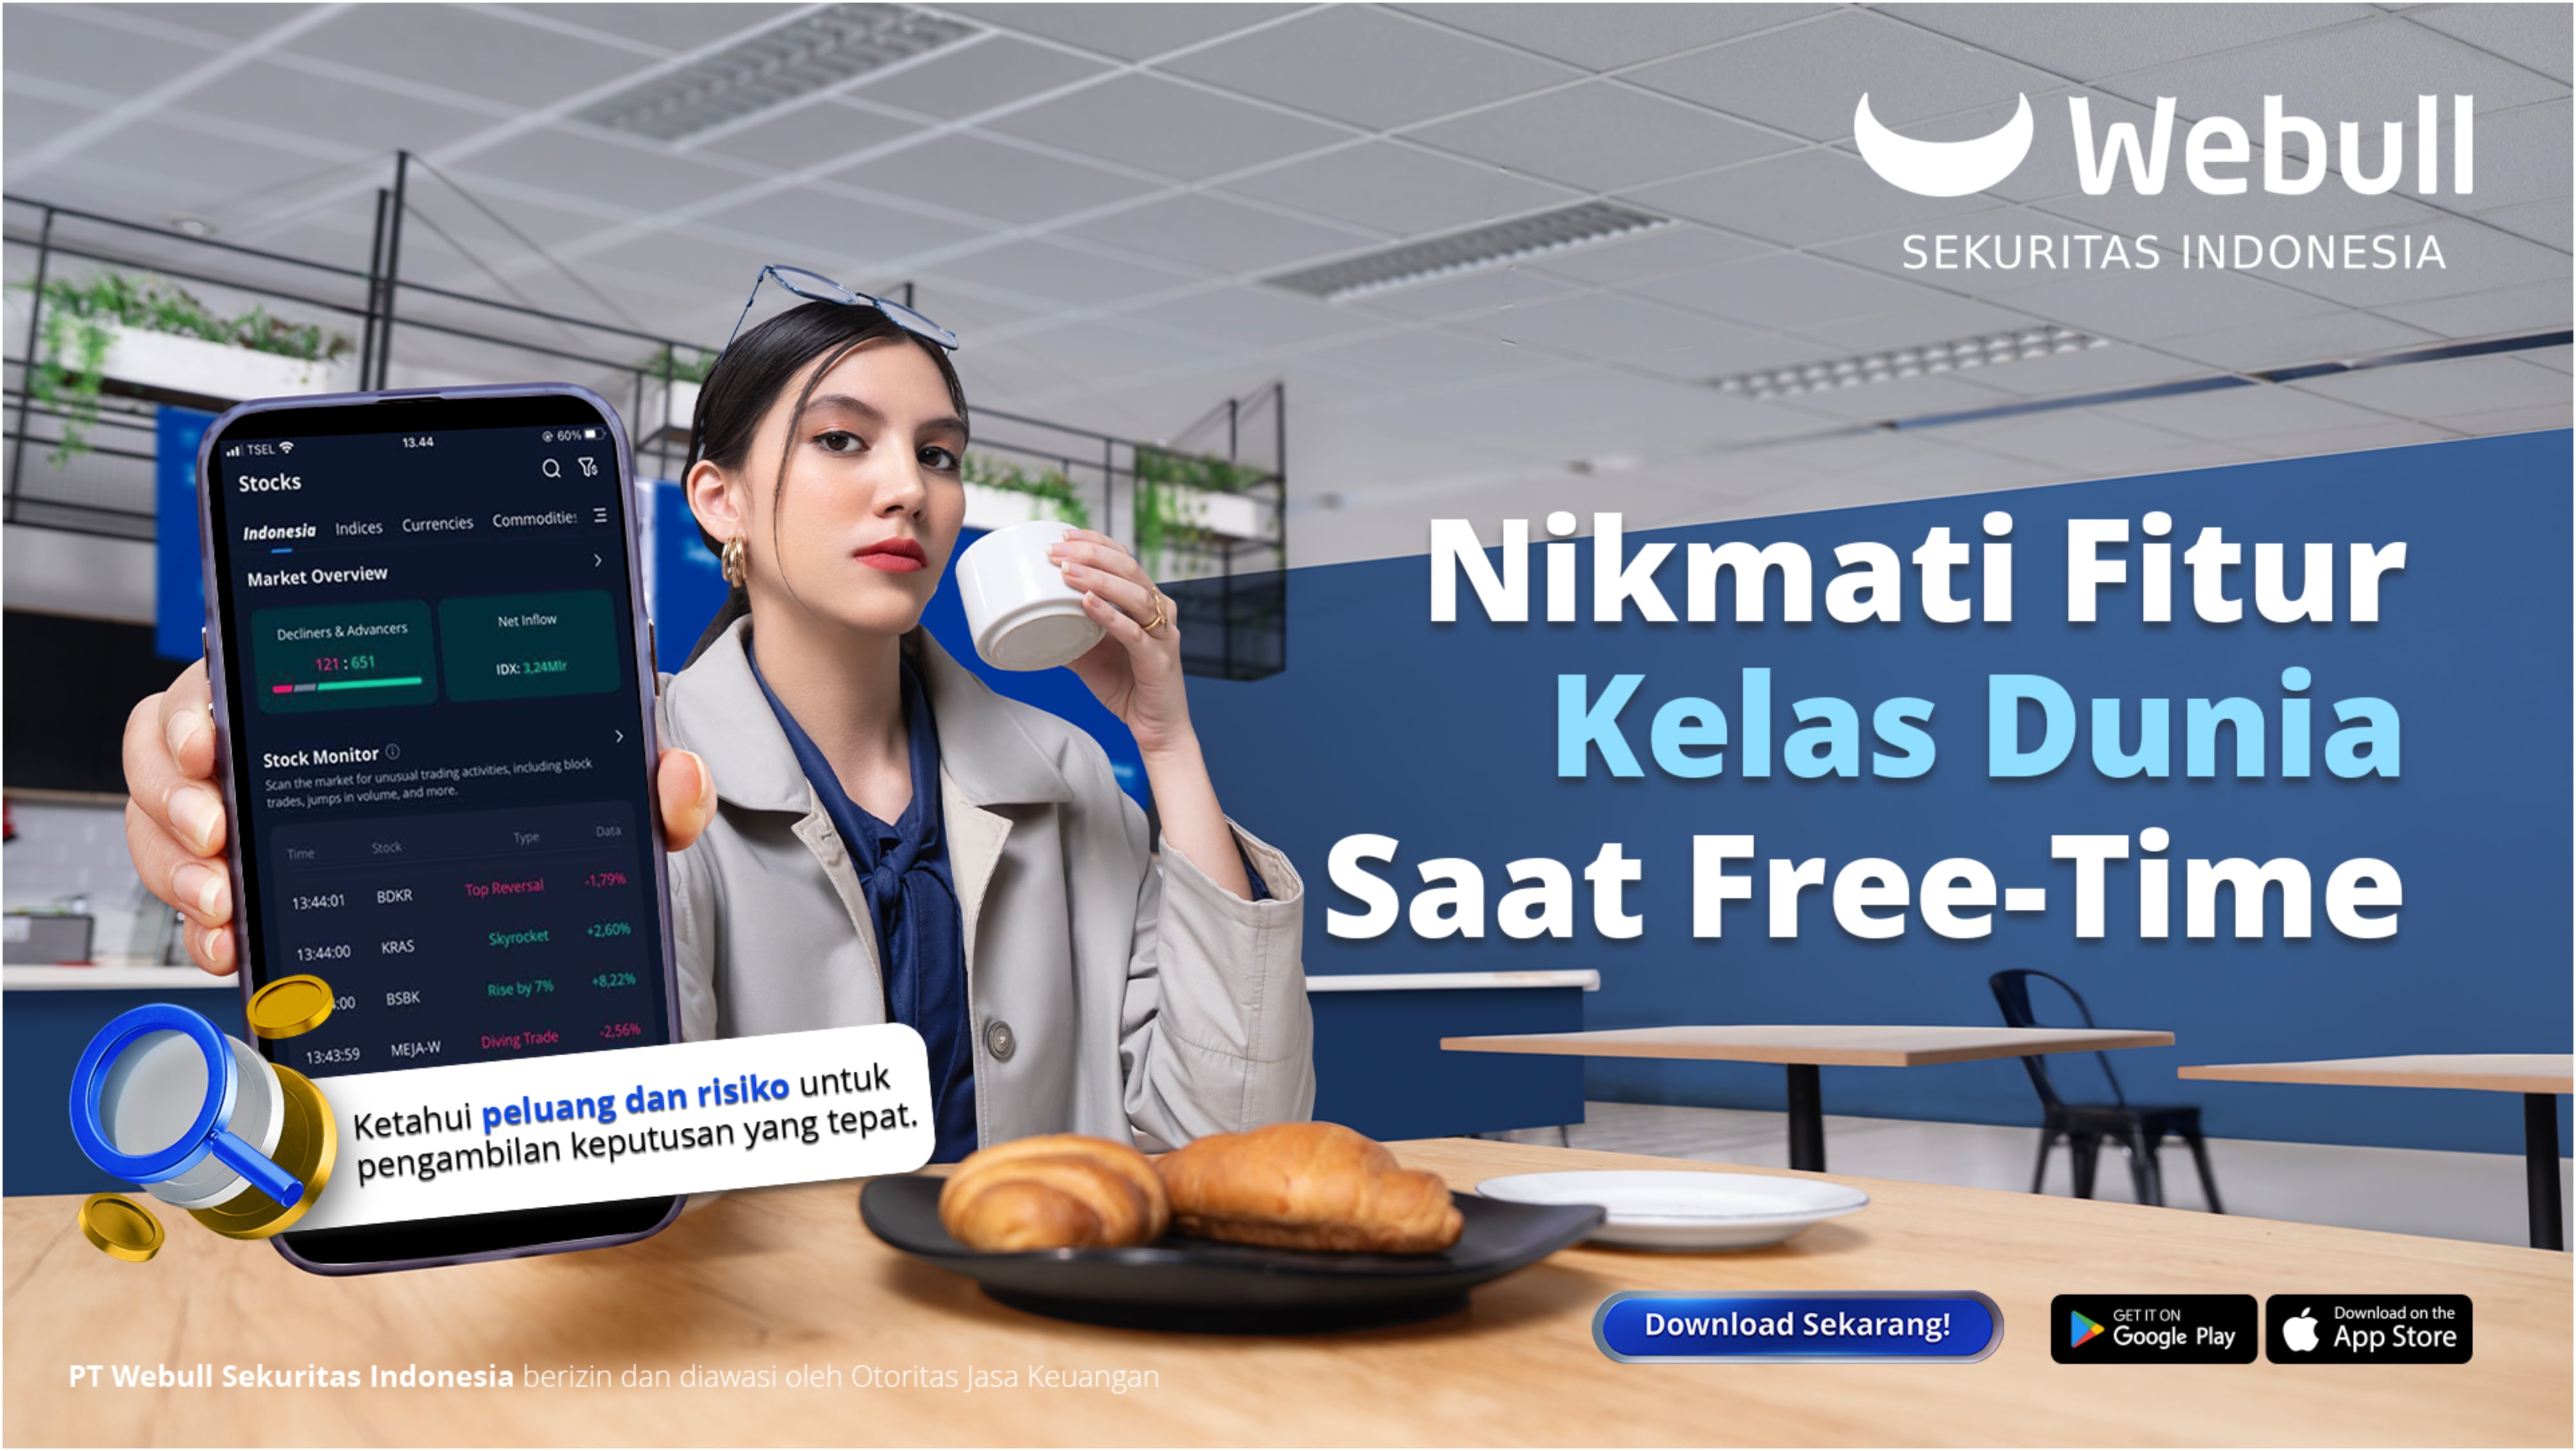 Webull
SEKURITAS INDONESIA
TSEL 13.44 60%
Stocks
Indonesia Indices Currencies Commodities
Market Overview
Decliners & Advancers
121 : 651
Net Inflow
IDX: 3,24Mlr
Stock Monitor
Scan the market for unusual trading activities, including block
trades, jumps in volume, and more.
Time Stock Type Data
13:44:01 BDKR Top Reversal -1,79%
13:44:00 KRAS Skyrocket +2,60%
:00 BSBK Rise by 7% +8,22%
13:43:59 MEJA-W Diving Trade -2,56%
Ketahui peluang dan risiko untuk
pengambilan keputusan yang tepat.
Nikmati Fitur
Kelas Dunia
Saat Free-Time
Download Sekarang!
GET IT ON
Google Play
Download on the
App Store
PT Webull Sekuritas Indonesia berizin dan diawasi oleh Otoritas Jasa Keuangan